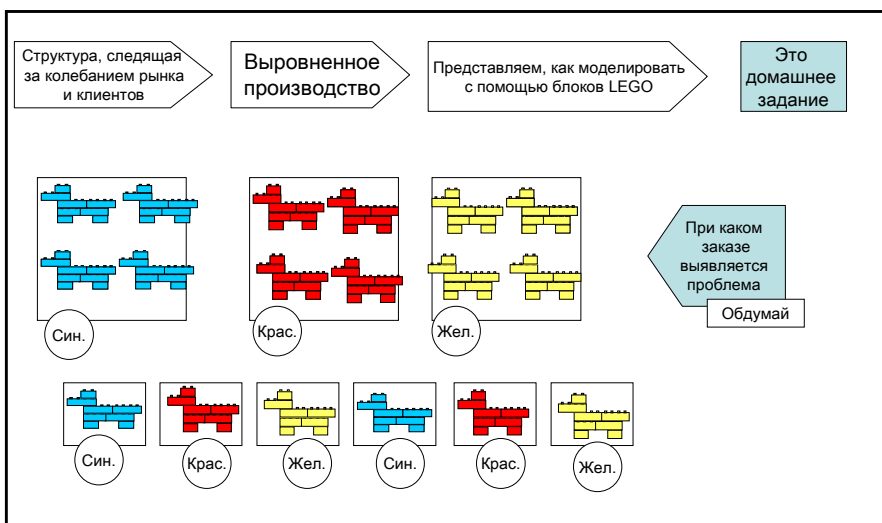 Структура, следящая
за колебанием рынка
и клиентов
Выровненное
производство
Представляем, как моделировать
с помощью блоков LEGO
Это
домашнее
задание
При каком
заказе
выявляется
проблема
Обдумай
Син.
Крас.
Жел.
Син.
Крас.
Жел.
Син.
Крас.
Жел.